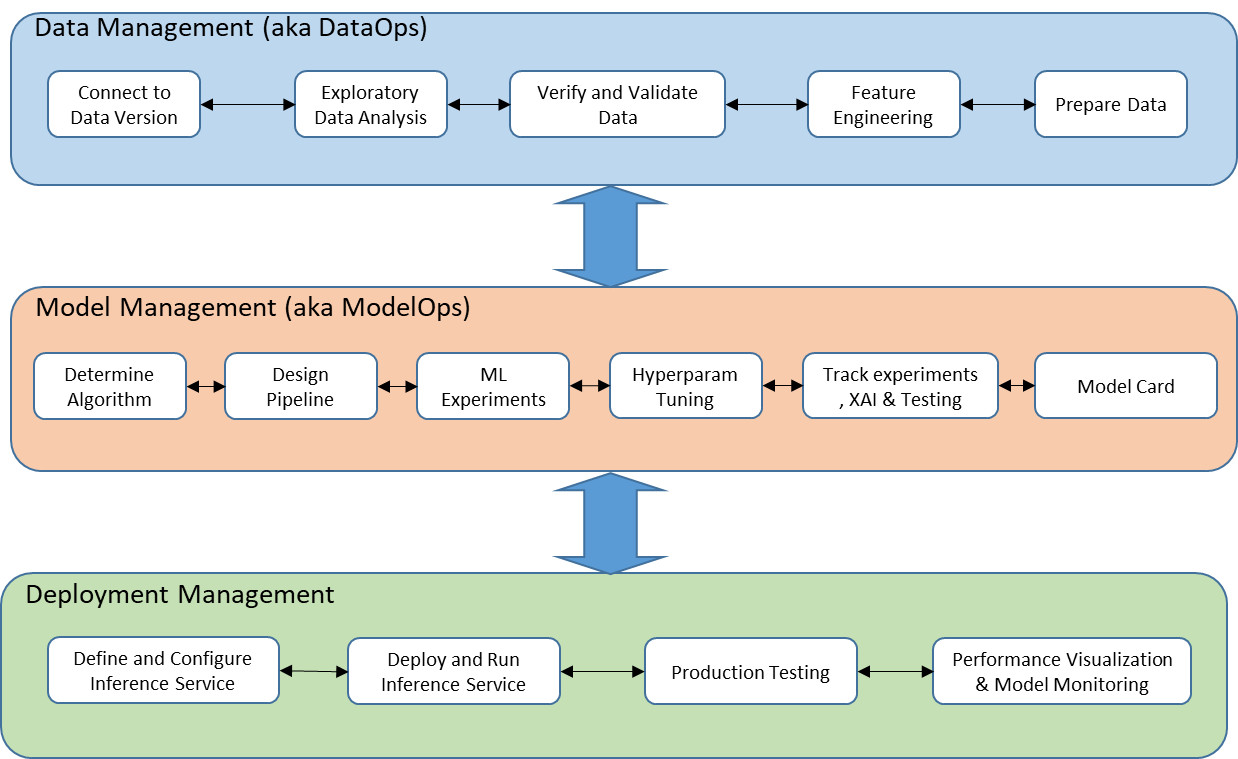 Data Management (aka DataOps)
Connect to
Data Version
Exploratory
Data Analysis
Verify and Validate
Data
Feature
Engineering
Prepare Data
Model Management (aka ModelOps)
Determine
Algorithm
Design
Pipeline
ML
Experiments
Hyperparam
Tuning
Track experiments
, XAI & Testing
Model Card
Deployment Management
Define and Configure
Inference Service
Deploy and Run
Inference Service
Production Testing
Performance Visualization
& Model Monitoring